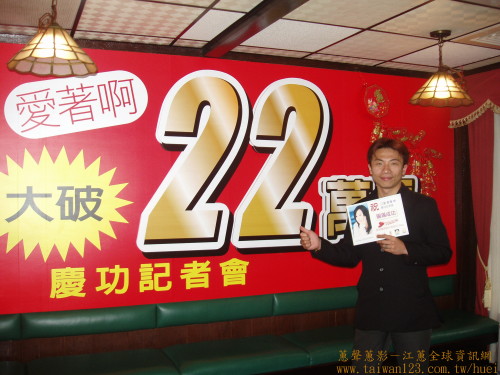 愛著啊
大破
22
萬
慶功記者會
祝
蕙聲蕙影－江蕙全球資訊網
www.taiwan123.com.tw/huei